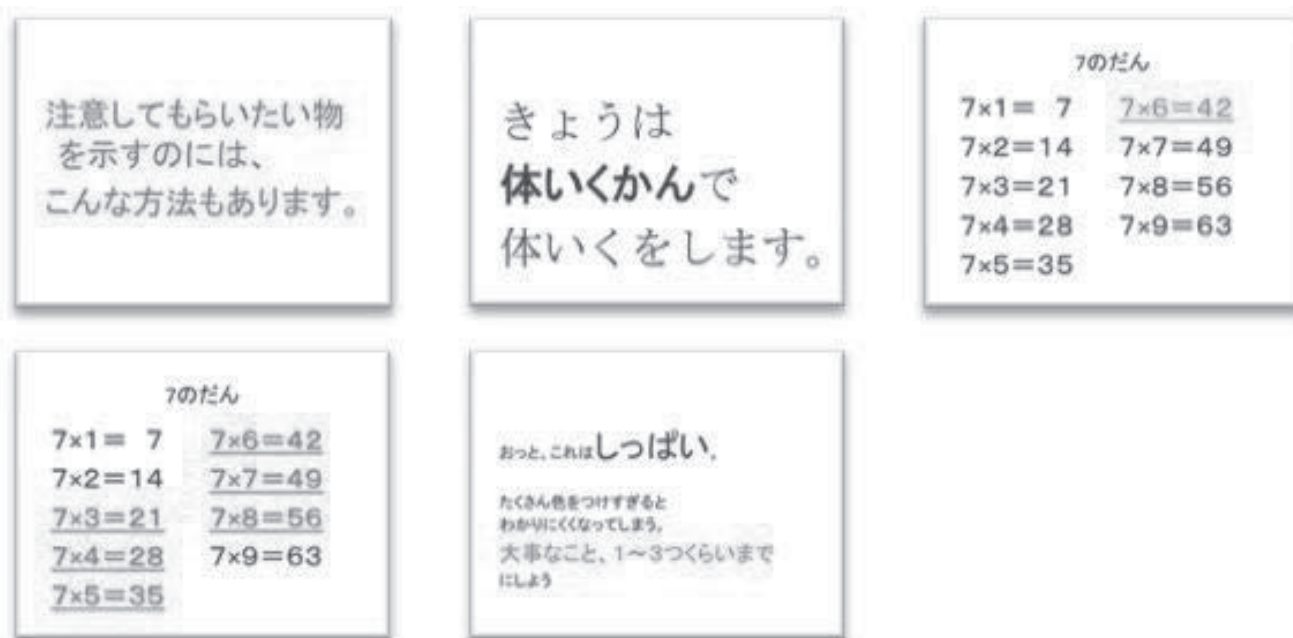 注意してもらいたい物
を示すのには、
こんな方法もあります。
きょうは
体いくかんで
体いくをします。
7のだん
7×1= 7
7×2=14
7×3=21
7×4=28
7×5=35
7×6=42
7×7=49
7×8=56
7×9=63
7のだん
7×1= 7
7×2=14
7×3=21
7×4=28
7×5=35
7×6=42
7×7=49
7×8=56
7×9=63
おっと、これはしっぱい。
たくさん色をつけすぎると
わかりにくくなってしまう。
大事なこと、1～3つくらいまで
にしよう